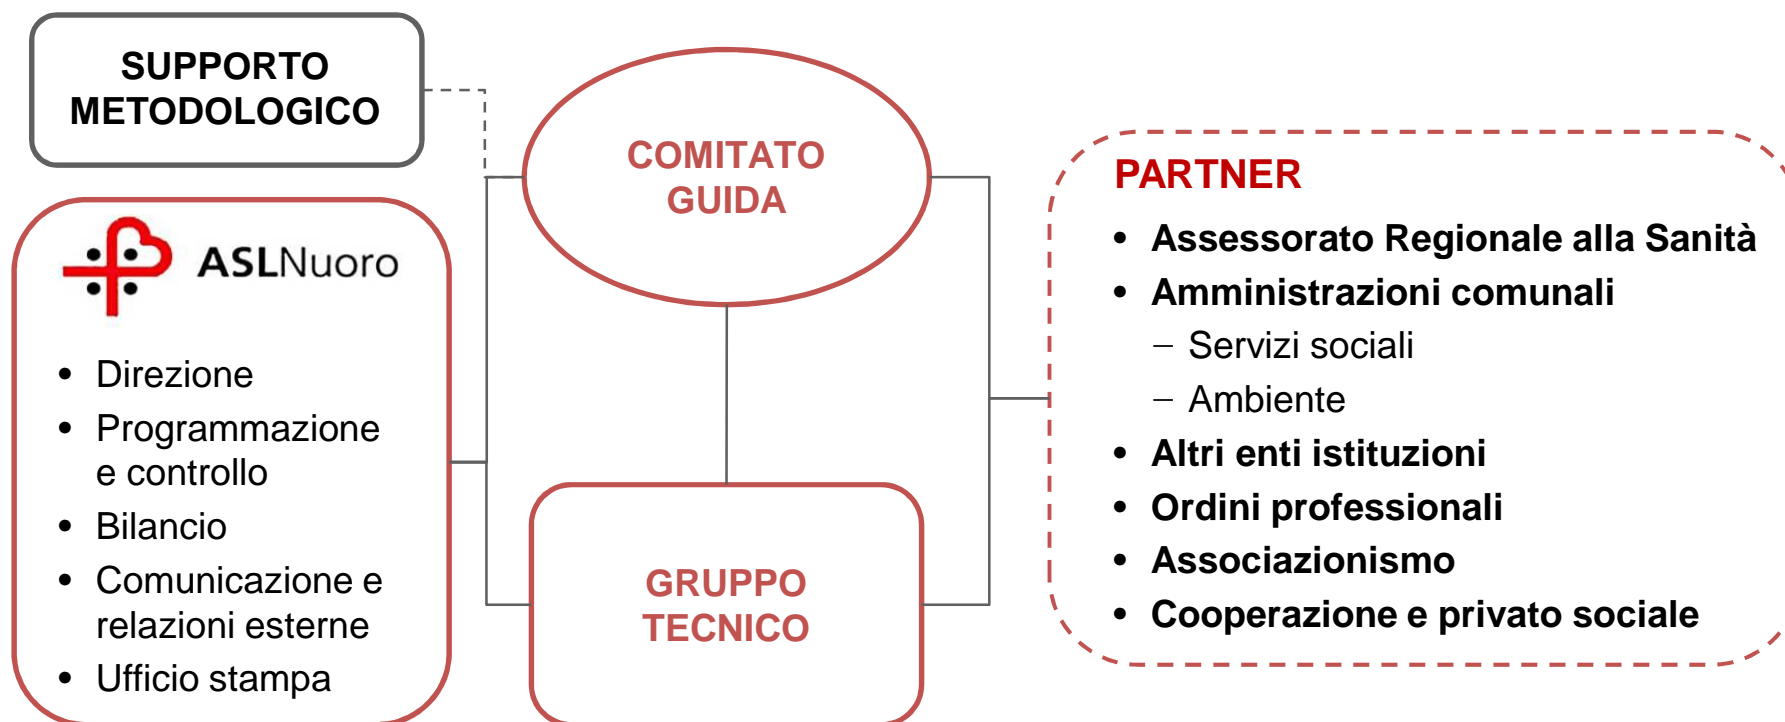 SUPPORTO
METODOLOGICO
ASLNuoro
• Direzione
• Programmazione
e controllo
• Bilancio
• Comunicazione e
relazioni esterne
• Ufficio stampa
COMITATO
GUIDA
GRUPPO
TECNICO
PARTNER
• Assessorato Regionale alla Sanità
• Amministrazioni comunali
– Servizi sociali
– Ambiente
• Altri enti istituzioni
• Ordini professionali
• Associazionismo
• Cooperazione e privato sociale